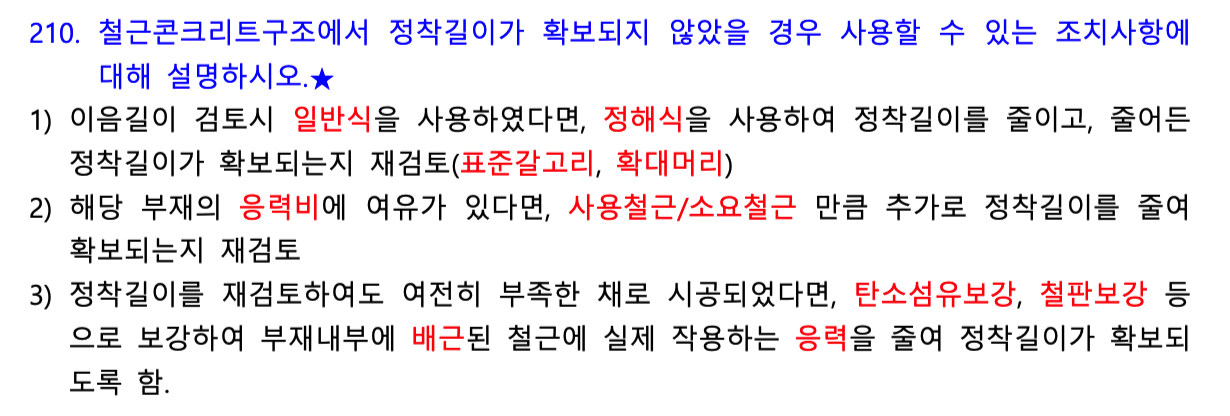 210. 철근콘크리트구조에서 정착길이가 확보되지 않았을 경우 사용할 수 있는 조치사항에
대해 설명하시오.★
1) 이음길이 검토시 일반식을 사용하였다면, 정해식을 사용하여 정착길이를 줄이고, 줄어든
정착길이가 확보되는지 재검토(표준갈고리, 확대머리)
2) 해당 부재의 응력비에 여유가 있다면, 사용철근/소요철근 만큼 추가로 정착길이를 줄여
확보되는지 재검토
3) 정착길이를 재검토하여도 여전히 부족한 채로 시공되었다면, 탄소섬유보강, 철판보강 등
으로 보강하여 부재내부에 배근된 철근에 실제 작용하는 응력을 줄여 정착길이가 확보되
도록 함.